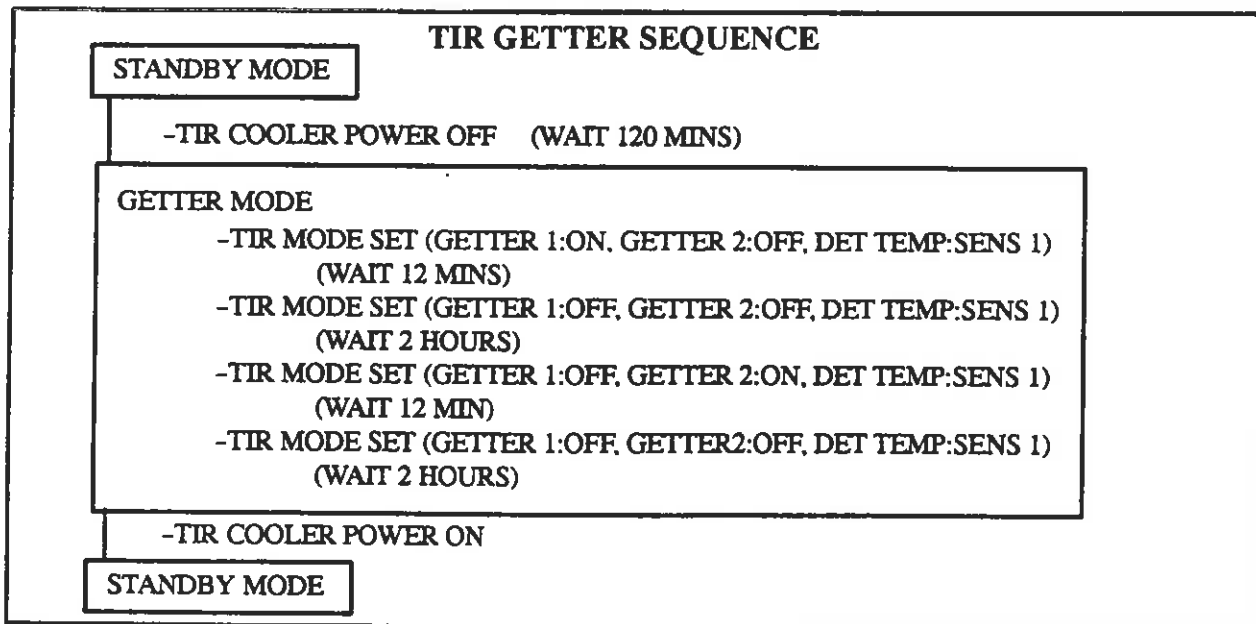 TIR GETTER SEQUENCE
STANDBY MODE
-TIR COOLER POWER OFF (WAIT 120 MINS)
GETTER MODE
-TIR MODE SET (GETTER 1:ON, GETTER 2:OFF, DET TEMP:SENS 1)
(WAIT 12 MINS)
-TIR MODE SET (GETTER 1:OFF, GETTER 2:OFF, DET TEMP:SENS 1)
(WAIT 2 HOURS)
-TIR MODE SET (GETTER 1:OFF, GETTER 2:ON, DET TEMP:SENS 1)
(WAIT 12 MIN)
-TIR MODE SET (GETTER 1:OFF, GETTER2:OFF, DET TEMP:SENS 1)
(WAIT 2 HOURS)
-TIR COOLER POWER ON
STANDBY MODE